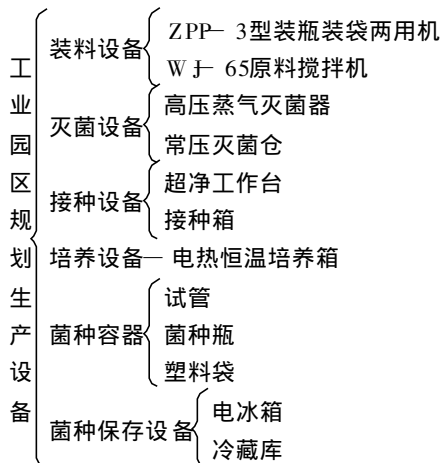 工业园区规划生产设备
装料设备
ZPP-3型装瓶装袋两用机
WJ-65原料搅拌机
灭菌设备
高压蒸气灭菌器
常压灭菌仓
接种设备
超净工作台
接种箱
培养设备—电热恒温培养箱
菌种容器
试管
菌种瓶
塑料袋
菌种保存设备
电冰箱
冷藏库